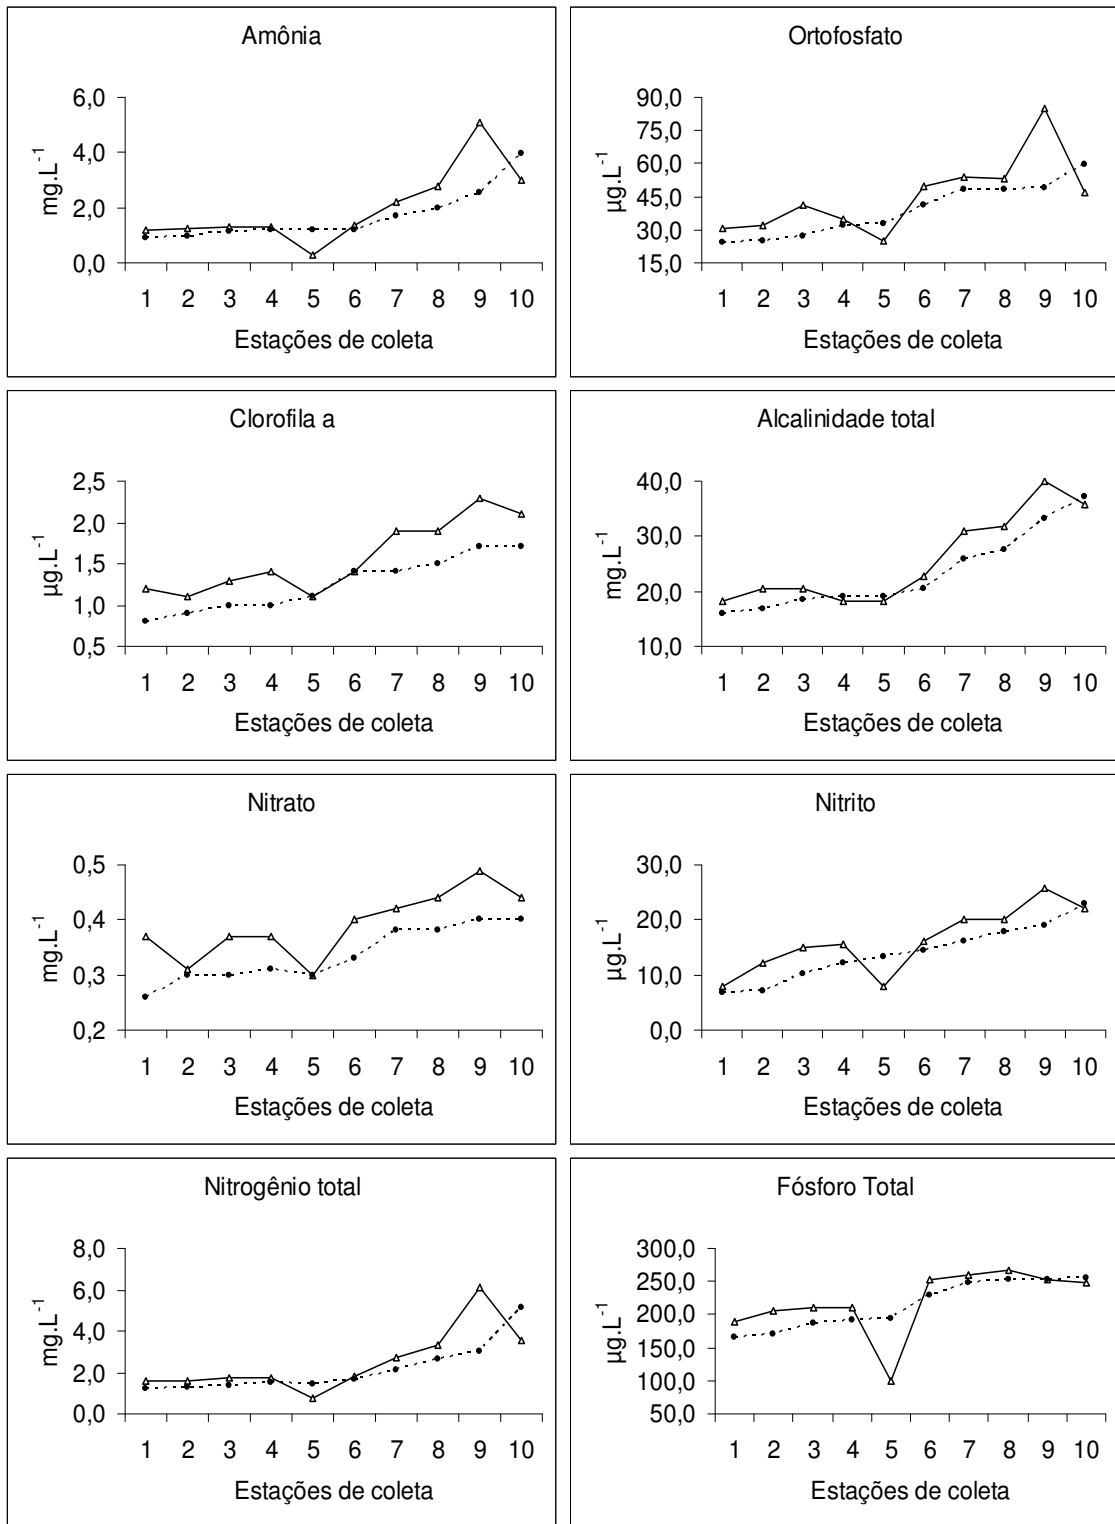 Amônia
mg.L-1
6,0
4,0
2,0
0,0
1 2 3 4 5 6 7 8 9 10
Estações de coleta
Ortofosfato
µg.L-1
90,0
75,0
60,0
45,0
30,0
15,0
1 2 3 4 5 6 7 8 9 10
Estações de coleta
Clorofila a
µg.L-1
2,5
2,0
1,5
1,0
0,5
1 2 3 4 5 6 7 8 9 10
Estações de coleta
Alcalinidade total
mg.L-1
40,0
30,0
20,0
10,0
1 2 3 4 5 6 7 8 9 10
Estações de coleta
Nitrato
mg.L-1
0,5
0,4
0,3
0,2
1 2 3 4 5 6 7 8 9 10
Estações de coleta
Nitrito
µg.L-1
30,0
20,0
10,0
0,0
1 2 3 4 5 6 7 8 9 10
Estações de coleta
Nitrogênio total
mg.L-1
8,0
6,0
4,0
2,0
0,0
1 2 3 4 5 6 7 8 9 10
Estações de coleta
Fósforo Total
µg.L-1
300,0
250,0
200,0
150,0
100,0
50,0
1 2 3 4 5 6 7 8 9 10
Estações de coleta